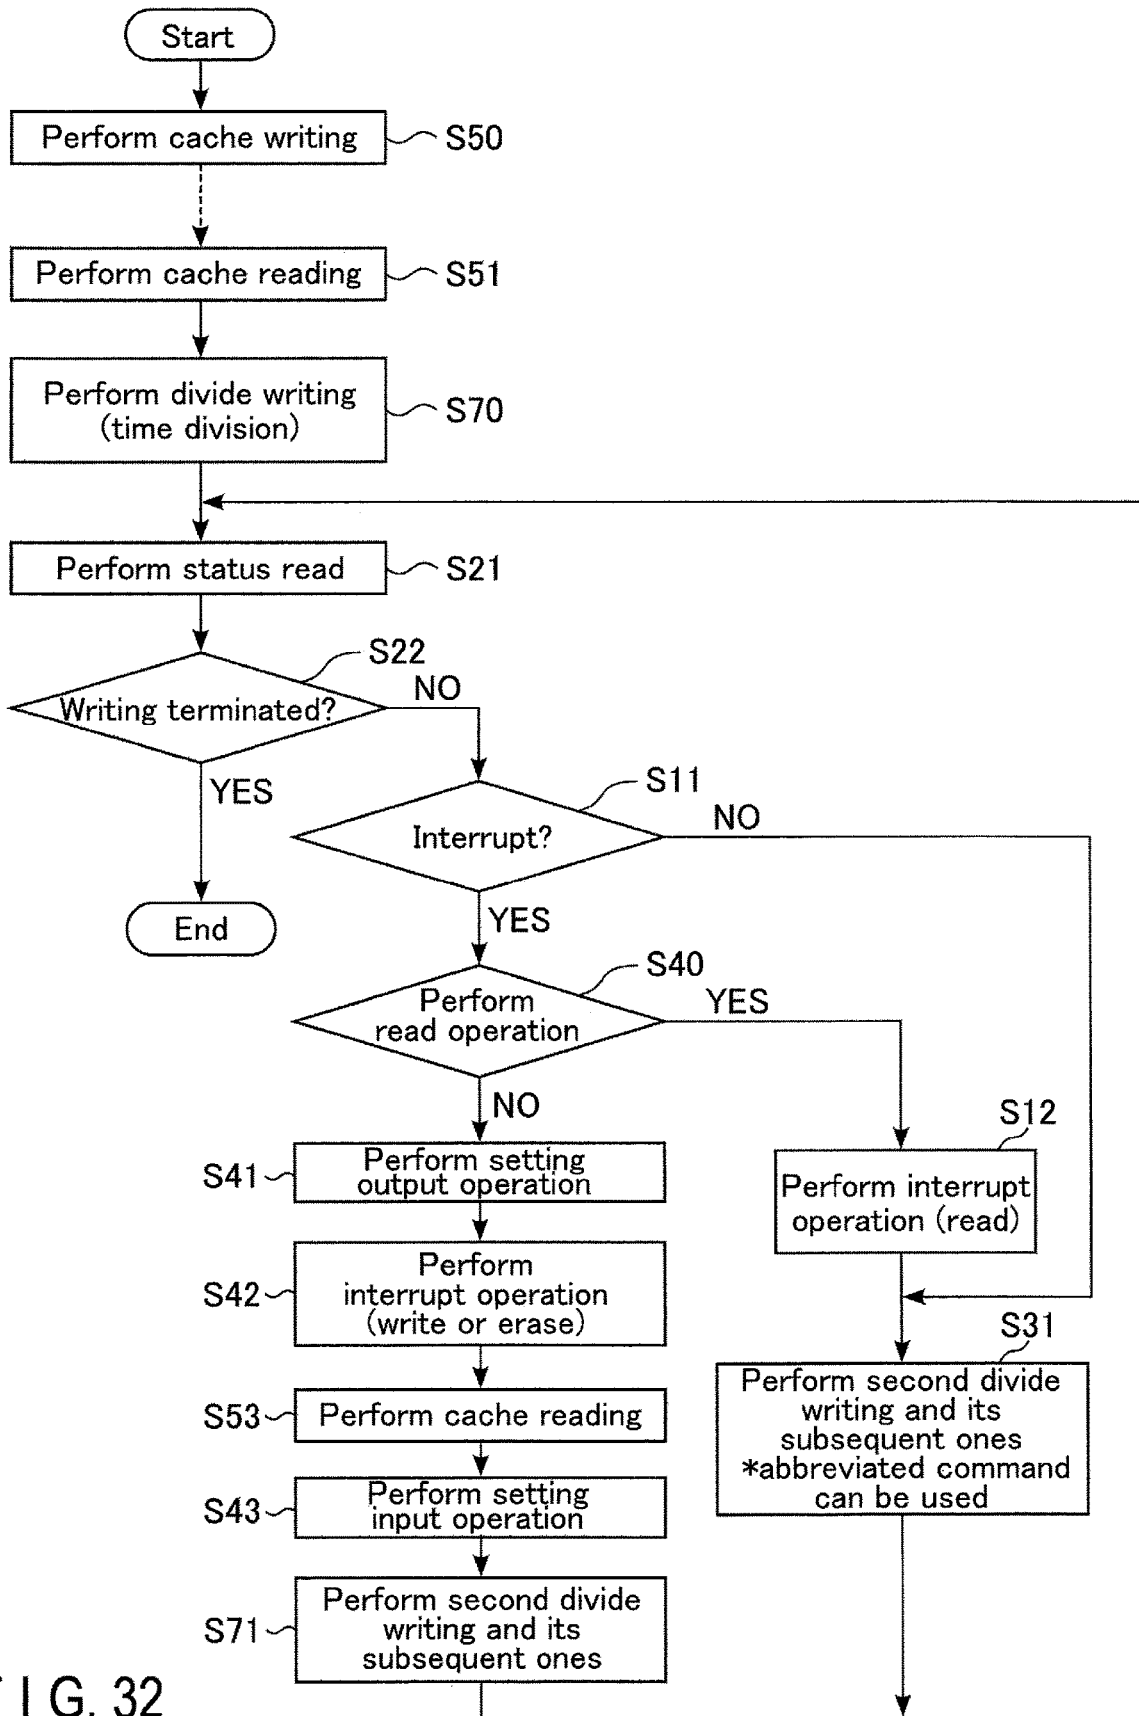 Start
Perform cache writing
S50
Perform cache reading
S51
Perform divide writing
(time division)
S70
Perform status read
S21
S22
Writing terminated?
NO
YES
End
S11
Interrupt?
NO
YES
S40
Perform
read operation
YES
NO
S41
Perform setting
output operation
S12
Perform interrupt
operation (read)
S42
Perform
interrupt operation
(write or erase)
S53
Perform cache reading
S31
Perform second divide
writing and its
subsequent ones
*abbreviated command
can be used
S43
Perform setting
input operation
S71
Perform second divide
writing and its
subsequent ones
I G. 32